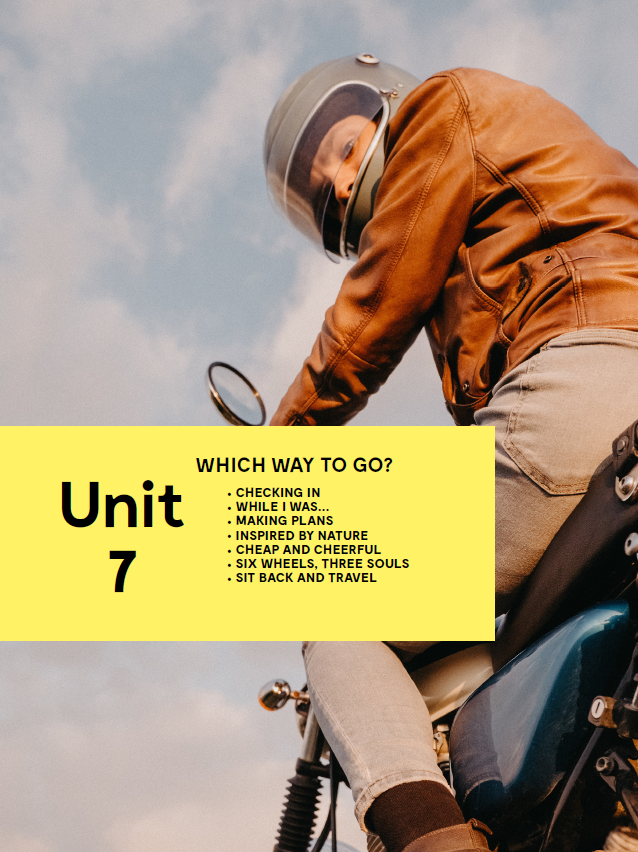 Unit
7
WHICH WAY TO GO?
• CHECKING IN
• WHILE I WAS...
• MAKING PLANS
• INSPIRED BY NATURE
• CHEAP AND CHEERFUL
• SIX WHEELS, THREE SOULS
• SIT BACK AND TRAVEL